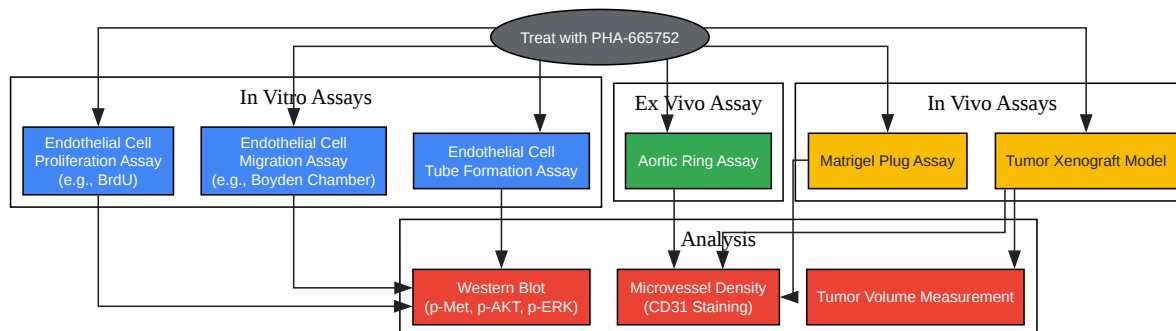 Treat with PHA-665752
In Vitro Assays
Ex Vivo Assay
In Vivo Assays
Endothelial Cell
Proliferation Assay
(e.g., BrdU)
Endothelial Cell
Migration Assay
(e.g., Boyden Chamber)
Endothelial Cell
Tube Formation Assay
Aortic Ring Assay
Matrigel Plug Assay
Tumor Xenograft Model
Analysis
Western Blot
(p-Met, p-AKT, p-ERK)
Microvessel Density
(CD31 Staining)
Tumor Volume Measurement